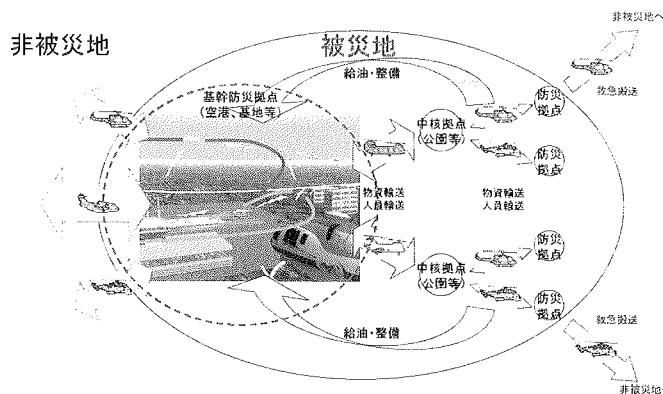 非被災地
被災地
非被災地へ
救急搬送
給油・整備
基幹防災拠点
(空港、基地等)
中核拠点
(公園等)
防災
拠点
防災
拠点
物資輸送
人員輸送
物資輸送
人員輸送
中核拠点
(公園等)
防災
拠点
防災
拠点
給油・整備
救急搬送
非被災地へ